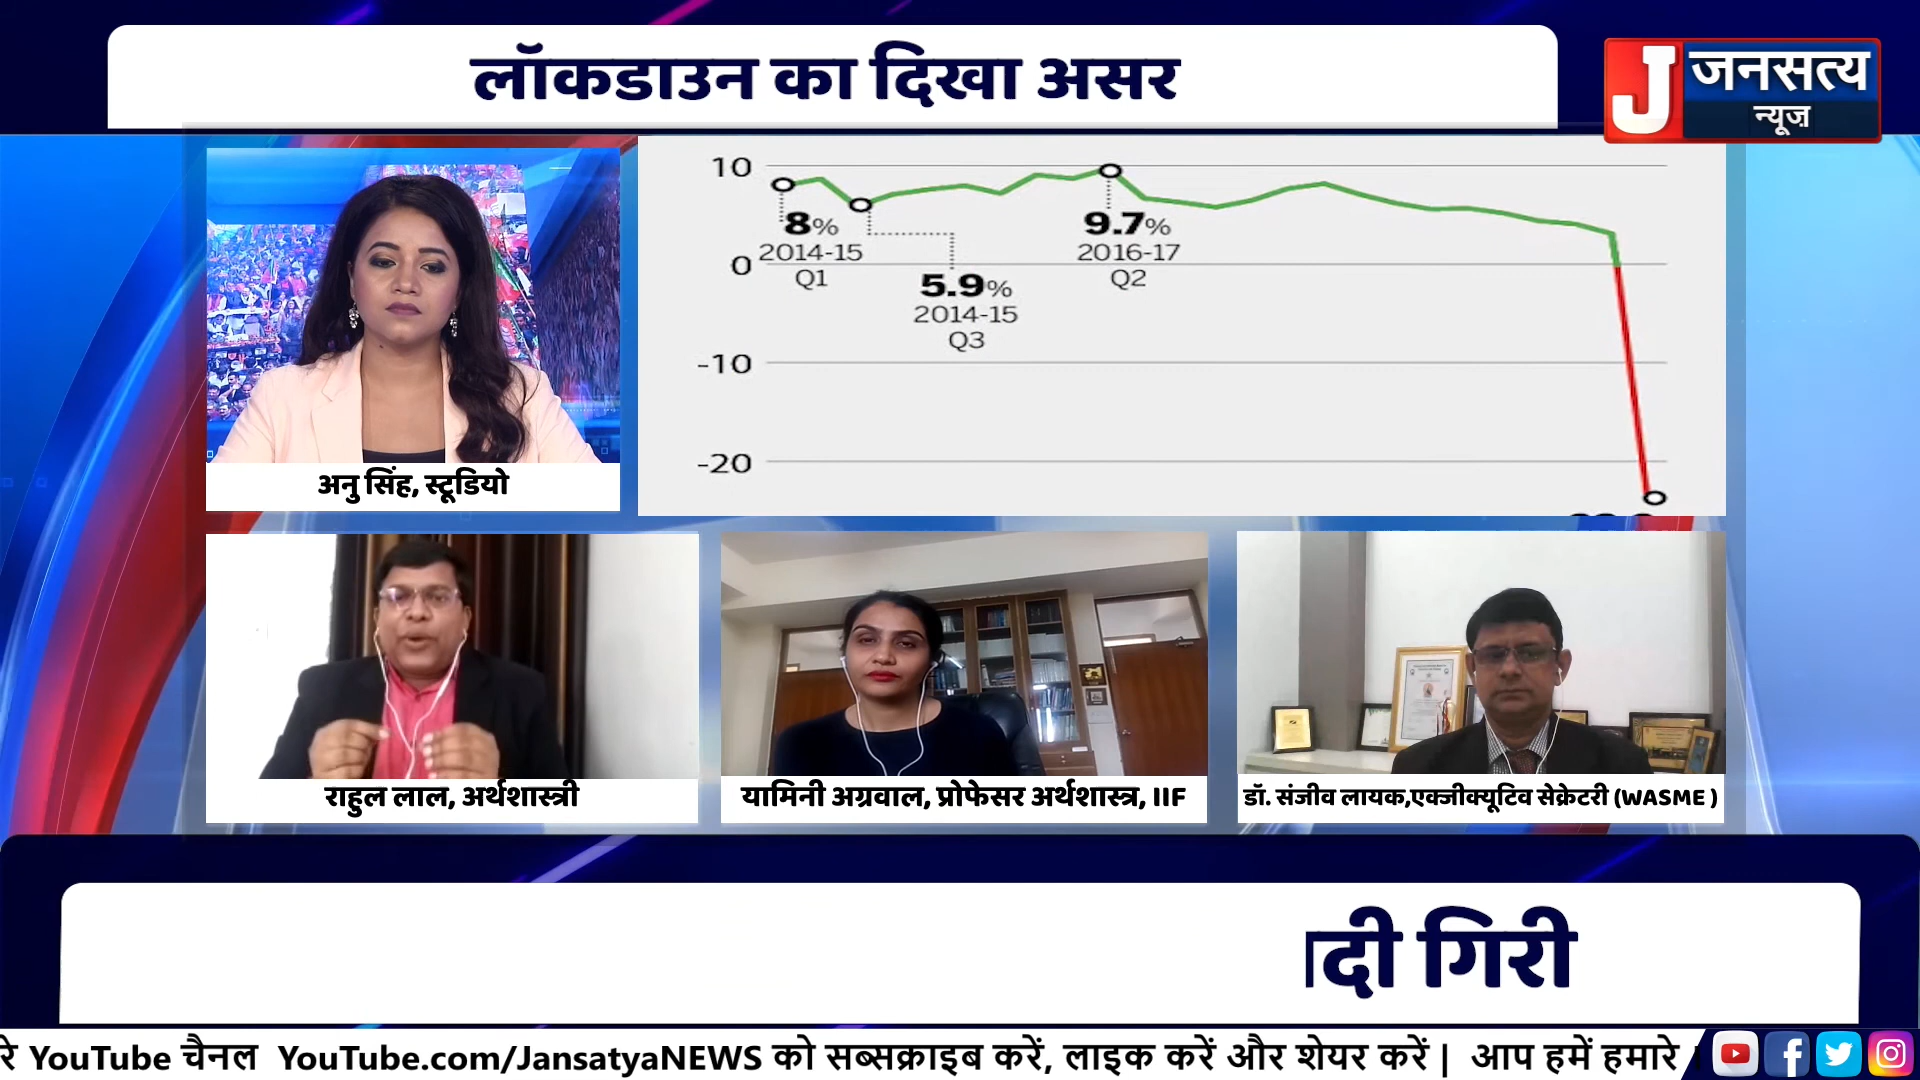 लॉकडाउन का दिखा असर
J जनसत्य
न्यूज़
10
0
-10
-20
8%
2014-15
Q1
5.9%
2014-15
Q3
9.7%
2016-17
Q2
अनु सिंह, स्टूडियो
राहुल लाल, अर्थशास्त्री
यामिनी अग्रवाल, प्रोफेसर अर्थशास्त्र, IIF
डॉ. संजीव लायक,एक्जीक्यूटिव सेक्रेटरी (WASME )
गिरी
रे YouTube चैनल YouTube.com/JansatyaNEWS को सब्सक्राइब करें, लाइक करें और शेयर करें | आप हमें हमारे